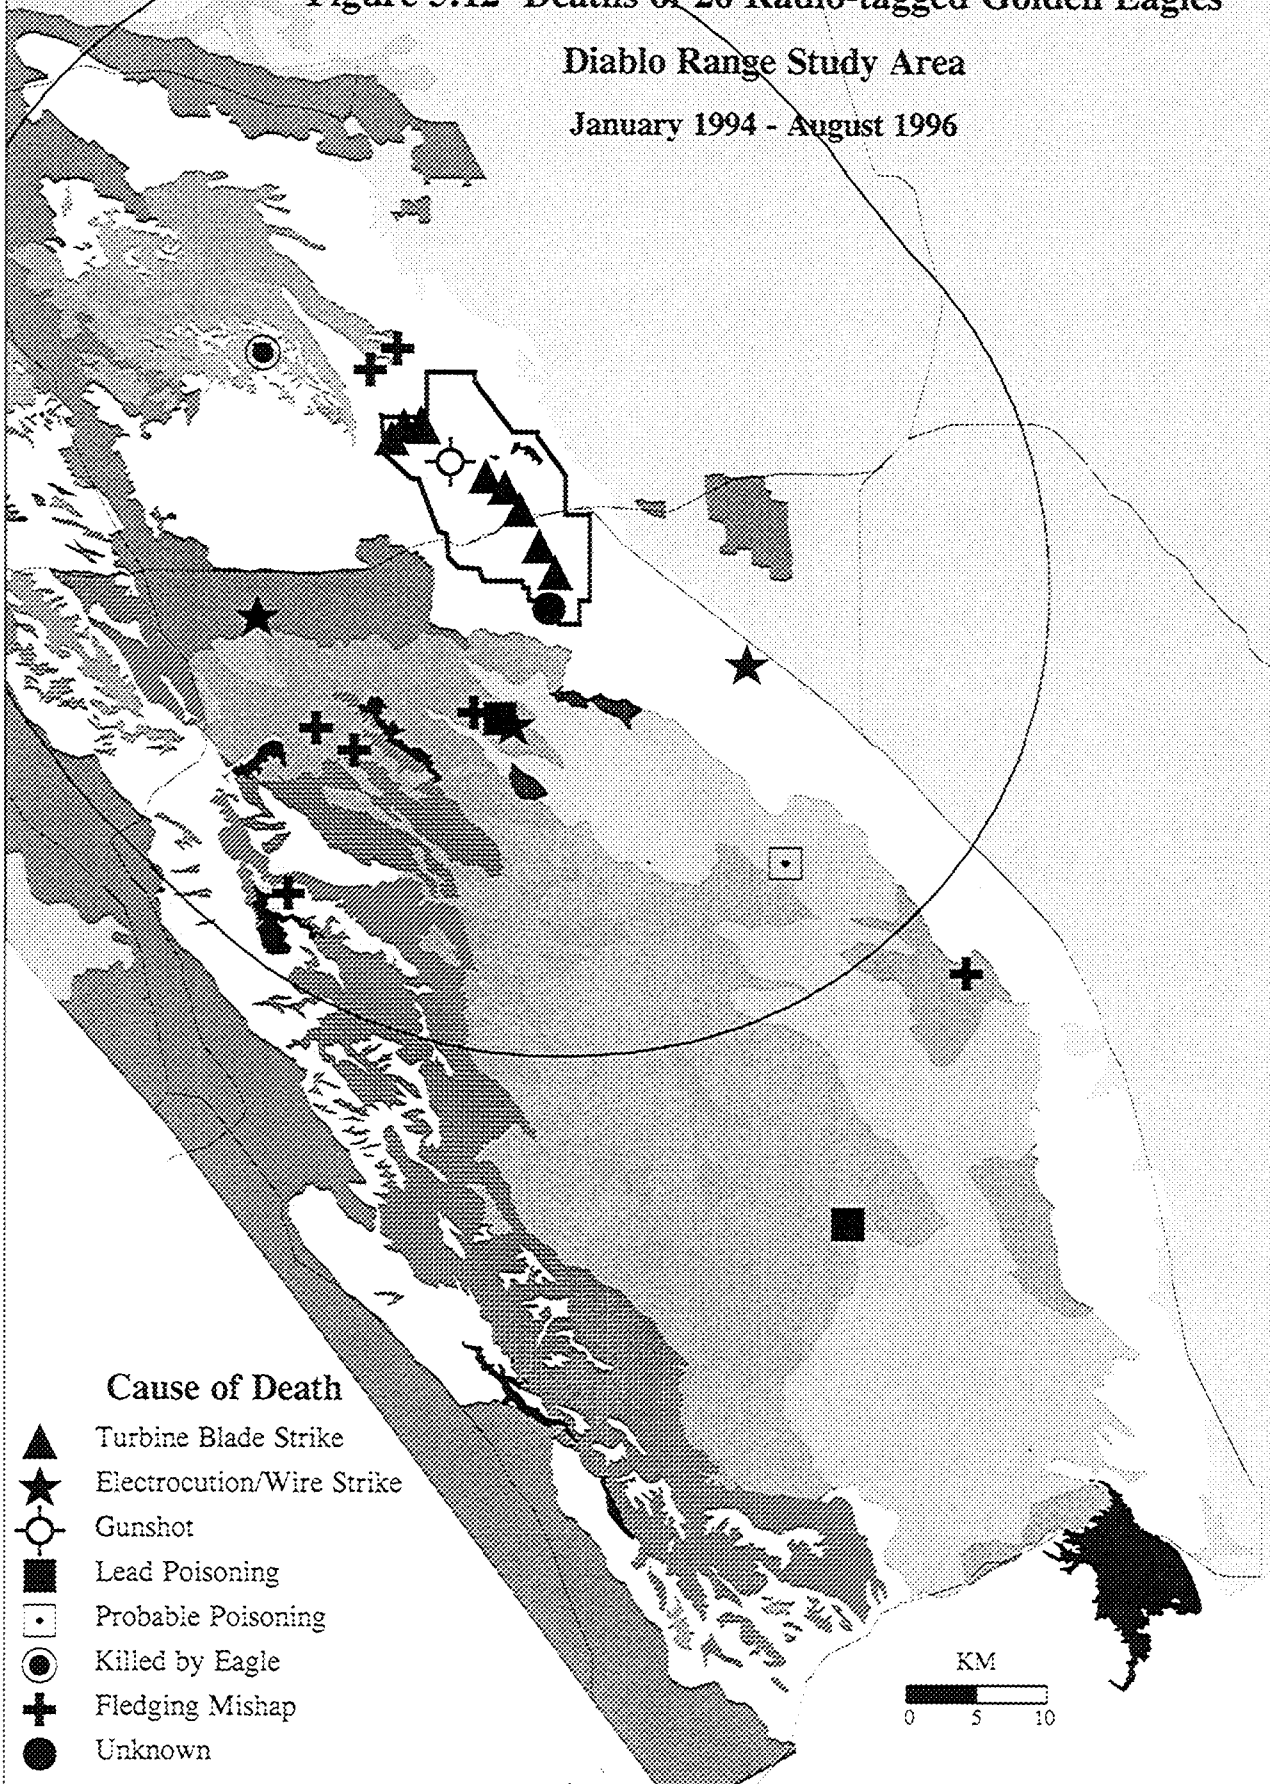 Figure 5.12 Deaths of 26 Radio-tagged Golden Eagles
Diablo Range Study Area
January 1994 - August 1996
Cause of Death
Turbine Blade Strike
Electrocution/Wire Strike
Gunshot
Lead Poisoning
Probable Poisoning
Killed by Eagle
Fledging Mishap
Unknown
KM
0 5 10